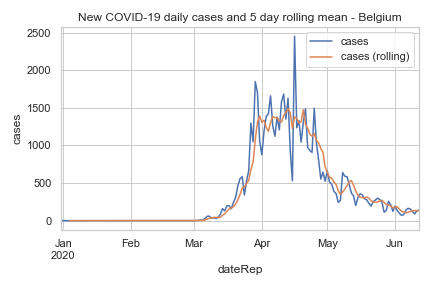 New COVID-19 daily cases and 5 day rolling mean - Belgium
cases
cases (rolling)
2500
2000
1500
1000
500
0
cases
Jan
2020
Feb
Mar
Apr
May
Jun
dateRep